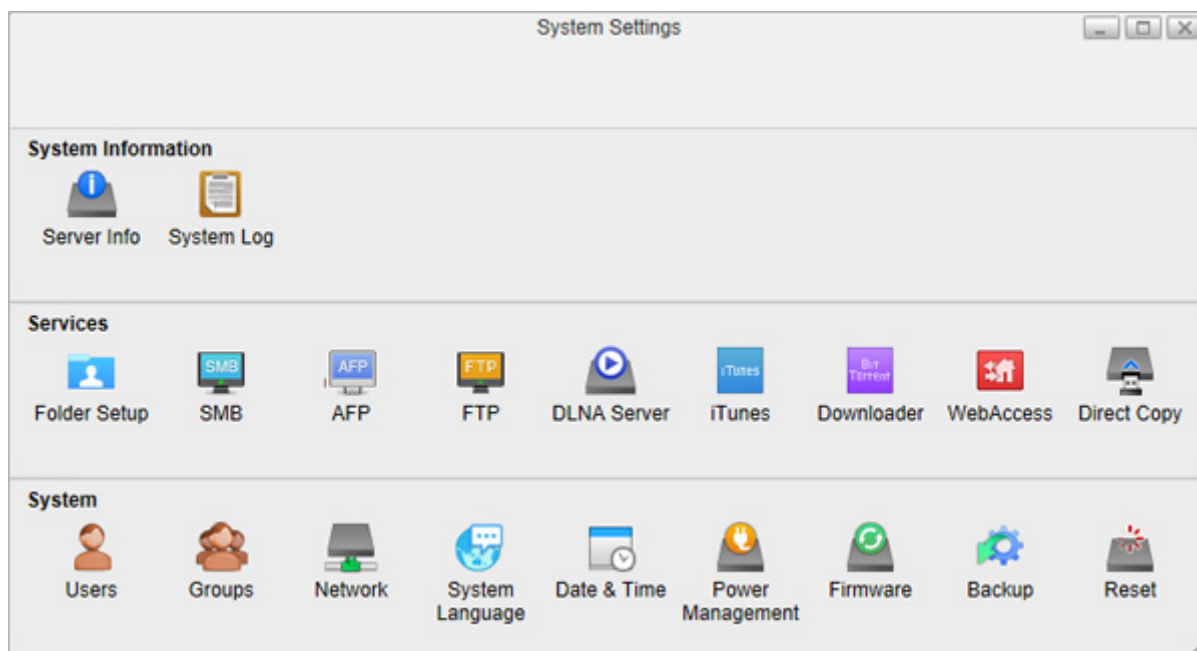 System Settings
System Information
Server Info
System Log
Services
SMB
AFP
FTP
iTunes
Bit
Torrent
Folder Setup
SMB
AFP
FTP
DLNA Server
iTunes
Downloader
WebAccess
Direct Copy
System
Users
Groups
Network
System
Language
Date & Time
Power
Management
Firmware
Backup
Reset